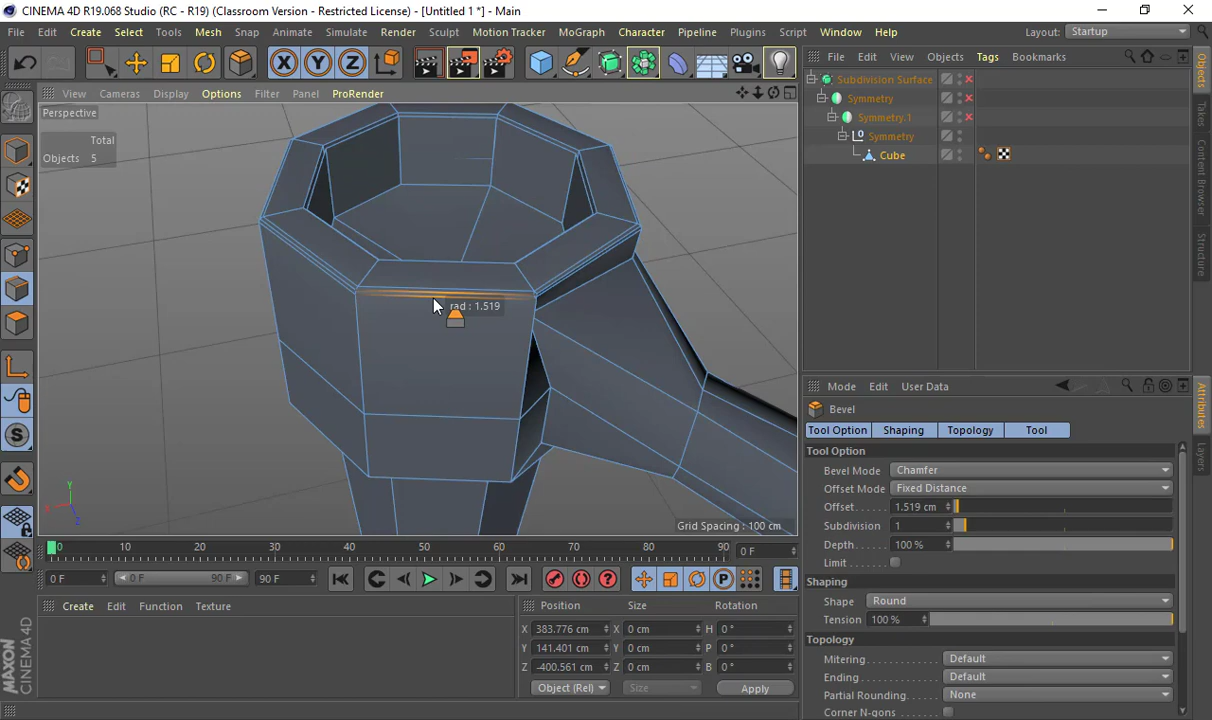 CINEMA 4D R19.068 Studio (RC - R19) (Classroom Version - Restricted License) - [Untitled 1 *] - Main
File Edit Create Select Tools Mesh Snap Animate Simulate Render Sculpt Motion Tracker MoGraph Character Pipeline Plugins Script Window Help Layout: Startup
X Y Z
File Edit View Objects Tags Bookmarks
View Cameras Display Options Filter Panel ProRender
Perspective
Total
Objects 5
Subdivision Surface
Symmetry
Symmetry.1
Symmetry
Cube
Objects
Takes
Content Browser
Structure
rad : 1.519
Grid Spacing : 100 cm
Mode Edit User Data
Bevel
Tool Option Shaping Topology Tool
Tool Option
Bevel Mode Chamfer
Offset Mode Fixed Distance
Offset 1.519 cm
Subdivision 1
Depth 100 %
Limit
Shaping
Shape Round
Tension 100 %
Topology
Mitering Default
Ending Default
Partial Rounding None
Corner N-gons
Attributes
Layers
0 10 20 30 40 50 60 70 80 90 0 F
0 F 0 F 90 F 90 F
Create Edit Function Texture
Position Size Rotation
X 383.776 cm X 0 cm H 0 °
Y 141.401 cm Y 0 cm P 0 °
Z -400.561 cm Z 0 cm B 0 °
Object (Rel) Size Apply
MAXON
CINEMA 4D